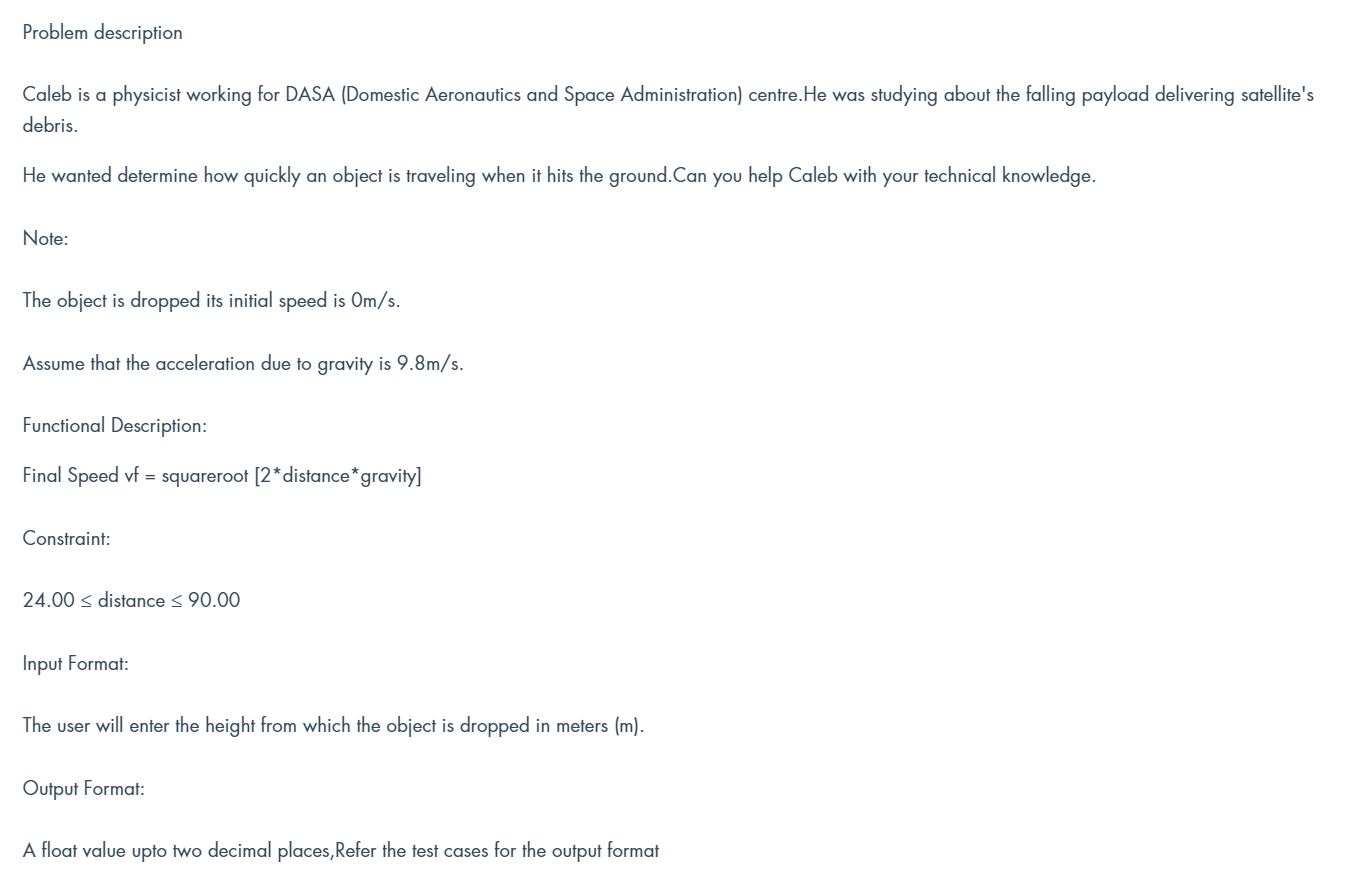 Problem description
Caleb is a physicist working for DASA (Domestic Aeronautics and Space Administration) centre.He was studying about the falling payload delivering satellite's
debris.
He wanted determine how quickly an object is traveling when it hits the ground.Can you help Caleb with your technical knowledge.
Note:
The object is dropped its initial speed is 0m/s.
Assume that the acceleration due to gravity is 9.8m/s.
Functional Description:
Final Speed vf = squareroot [2*distance*gravity]
Constraint:
24.00 ≤ distance ≤ 90.00
Input Format:
The user will enter the height from which the object is dropped in meters (m).
Output Format:
A float value upto two decimal places,Refer the test cases for the output format